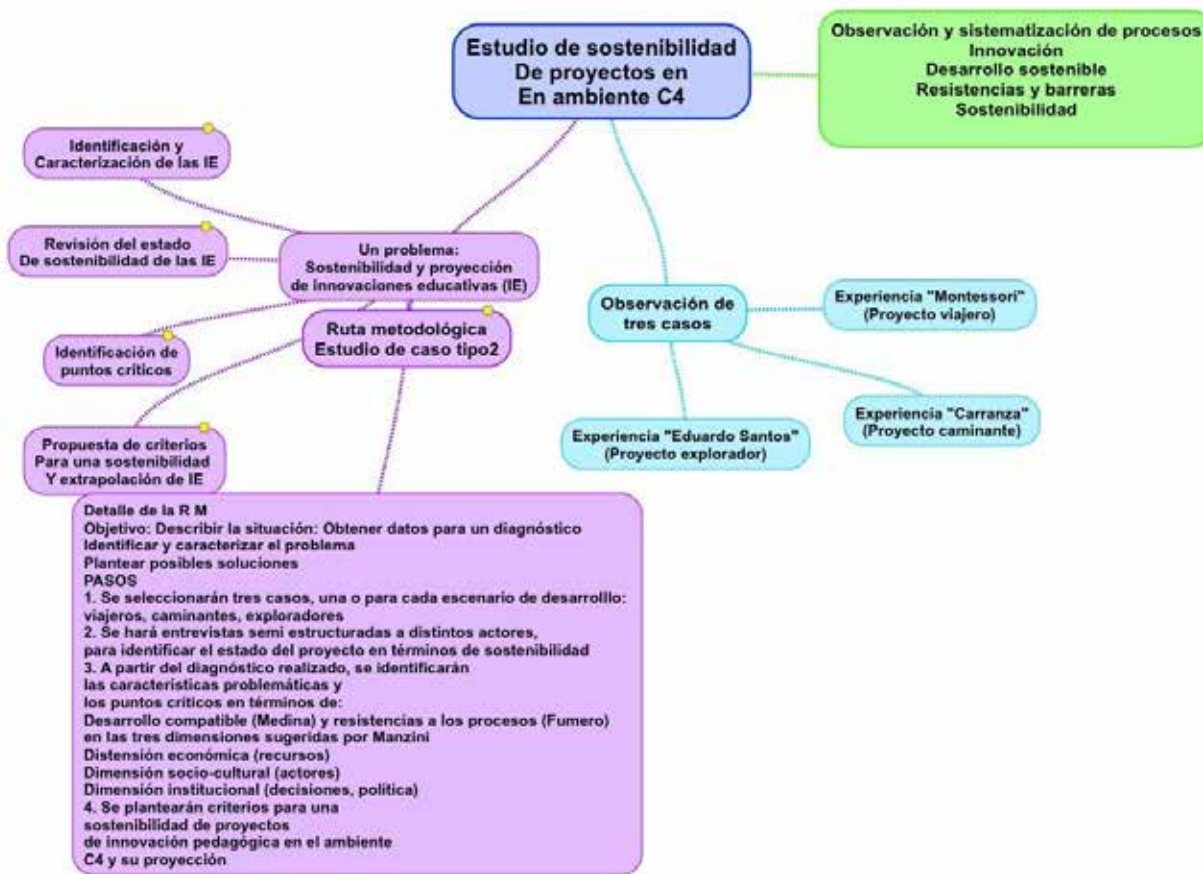 Estudio de sostenibilidad
De proyectos en
En ambiente C4
Observación y sistematización de procesos
Innovación
Desarrollo sostenible
Resistencias y barreras
Sostenibilidad
Identificación y
Caracterización de las IE
Revisión del estado
De sostenibilidad de las IE
Un problema:
Sostenibilidad y proyección
de innovaciones educativas (IE)
Ruta metodológica
Estudio de caso tipo2
Identificación de
puntos críticos
Propuesta de criterios
Para una sostenibilidad
Y extrapolación de IE
Observación de
tres casos
Experiencia "Montessori"
(Proyecto viajero)
Experiencia "Carranza"
(Proyecto caminante)
Experiencia "Eduardo Santos"
(Proyecto explorador)
Detalle de la R M
Objetivo: Describir la situación: Obtener datos para un diagnóstico
Identificar y caracterizar el problema
Plantear posibles soluciones
PASOS
1. Se seleccionarán tres casos, una o para cada escenario de desarrolllo:
viajeros, caminantes, exploradores
2. Se hará entrevistas semi estructuradas a distintos actores,
para identificar el estado del proyecto en términos de sostenibilidad
3. A partir del diagnóstico realizado, se identificarán
las características problemáticas y
los puntos críticos en términos de:
Desarrollo compatible (Medina) y resistencias a los procesos (Fumero)
en las tres dimensiones sugeridas por Manzini
Distensión económica (recursos)
Dimensión socio-cultural (actores)
Dimensión institucional (decisiones, política)
4. Se plantearán criterios para una
sostenibilidad de proyectos
de innovación pedagógica en el ambiente
C4 y su proyección